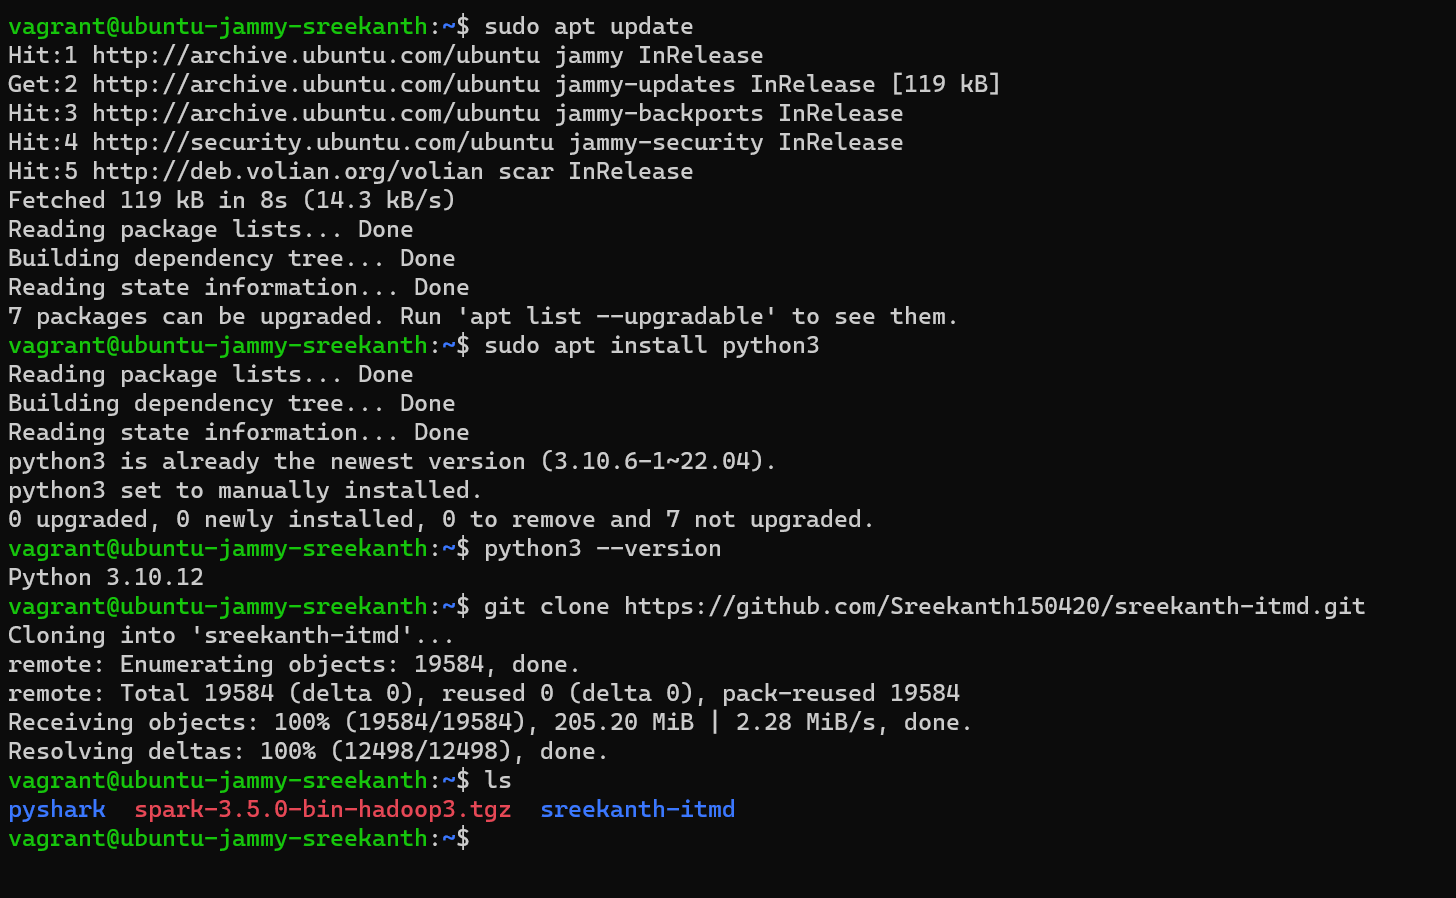 vagrant@ubuntu-jammy-sreekanth:~$ sudo apt update
Hit:1 http://archive.ubuntu.com/ubuntu jammy InRelease
Get:2 http://archive.ubuntu.com/ubuntu jammy-updates InRelease [119 kB]
Hit:3 http://archive.ubuntu.com/ubuntu jammy-backports InRelease
Hit:4 http://security.ubuntu.com/ubuntu jammy-security InRelease
Hit:5 http://deb.volian.org/volian scar InRelease
Fetched 119 kB in 8s (14.3 kB/s)
Reading package lists... Done
Building dependency tree... Done
Reading state information... Done
7 packages can be upgraded. Run 'apt list --upgradable' to see them.
vagrant@ubuntu-jammy-sreekanth:~$ sudo apt install python3
Reading package lists... Done
Building dependency tree... Done
Reading state information... Done
python3 is already the newest version (3.10.6-1~22.04).
python3 set to manually installed.
0 upgraded, 0 newly installed, 0 to remove and 7 not upgraded.
vagrant@ubuntu-jammy-sreekanth:~$ python3 --version
Python 3.10.12
vagrant@ubuntu-jammy-sreekanth:~$ git clone https://github.com/Sreekanth150420/sreekanth-itmd.git
Cloning into 'sreekanth-itmd'...
remote: Enumerating objects: 19584, done.
remote: Total 19584 (delta 0), reused 0 (delta 0), pack-reused 19584
Receiving objects: 100% (19584/19584), 205.20 MiB | 2.28 MiB/s, done.
Resolving deltas: 100% (12498/12498), done.
vagrant@ubuntu-jammy-sreekanth:~$ ls
pyshark  spark-3.5.0-bin-hadoop3.tgz  sreekanth-itmd
vagrant@ubuntu-jammy-sreekanth:~$